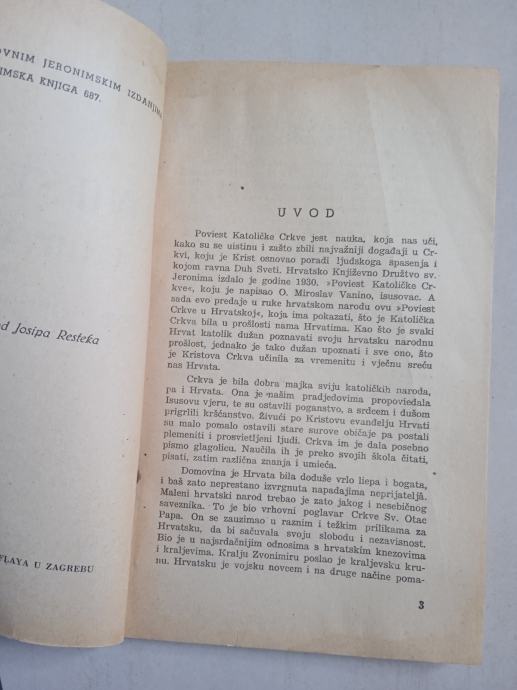 OVNIM JERONIMSKIM IZDANJIMA
IMSKA KNJIGA 687.
d Josipa Resteka
FLAYA U ZAGREBU
UVOD
Poviest Katoličke Crkve jest nauka, koja nas uči,
kako su se uistinu i zašto zbili najvažniji događaji u Cr-
kvi, koju je Krist osnovao poradi ljudskoga spasenja i
kojom ravna Duh Sveti. Hrvatsko Književno Družtvo sv.
Jeronima izdalo je godine 1930. »Poviest Katoličke Cr-
kve«, koju je napisao O. Miroslav Vanino, isusovac. A
sada evo predaje u ruke hrvatskom narodu ovu »Poviest
Crkve u Hrvatskoj«, koja ima pokazati, što je Katolička
Crkva bila u prošlosti nama Hrvatima. Kao što je svaki
Hrvat katolik dužan poznavati svoju hrvatsku narodnu
prošlost, jednako je tako dužan upoznati i sve ono, što
je Kristova Crkva učinila za vremenitu i vječnu sreću
nas Hrvata.
Crkva je bila dobra majka sviju katoličkih naroda,
pa i Hrvata. Ona je našim pradjedovima propoviedala
Isusovu vjeru, te su ostavili poganstvo, a srdcem i dušom
prigrlili kršćanstvo. Živući po Kristovu evanđelju Hrvati
su malo pomalo ostavili stare surove običaje pa postali
plemeniti i prosvietljeni ljudi. Crkva im je dala posebno
pismo glagolicu. Naučila ih je preko svojih škola čitati,
pisati, zatim različna znanja i umieća.
Domovina je Hrvata bila doduše vrlo liepa i bogata,
i baš zato neprestano izvrgnuta napadajima neprijateljâ.
Maleni hrvatski narod trebao je zato jakog i nesebičnog
saveznika. To je bio vrhovni poglavar Crkve Sv. Otac
Papa. On se zauzimao u raznim i težkim prilikama za
Hrvatsku, da bi sačuvala svoju slobodu i nezavisnost.
Bio je u najsrdačnijim odnosima s hrvatskim knezovima
i kraljevima. Kralju Zvonimiru poslao je kraljevsku kru-
nu. Hrvatsku je vojsku novcem i na druge načine poma-
3